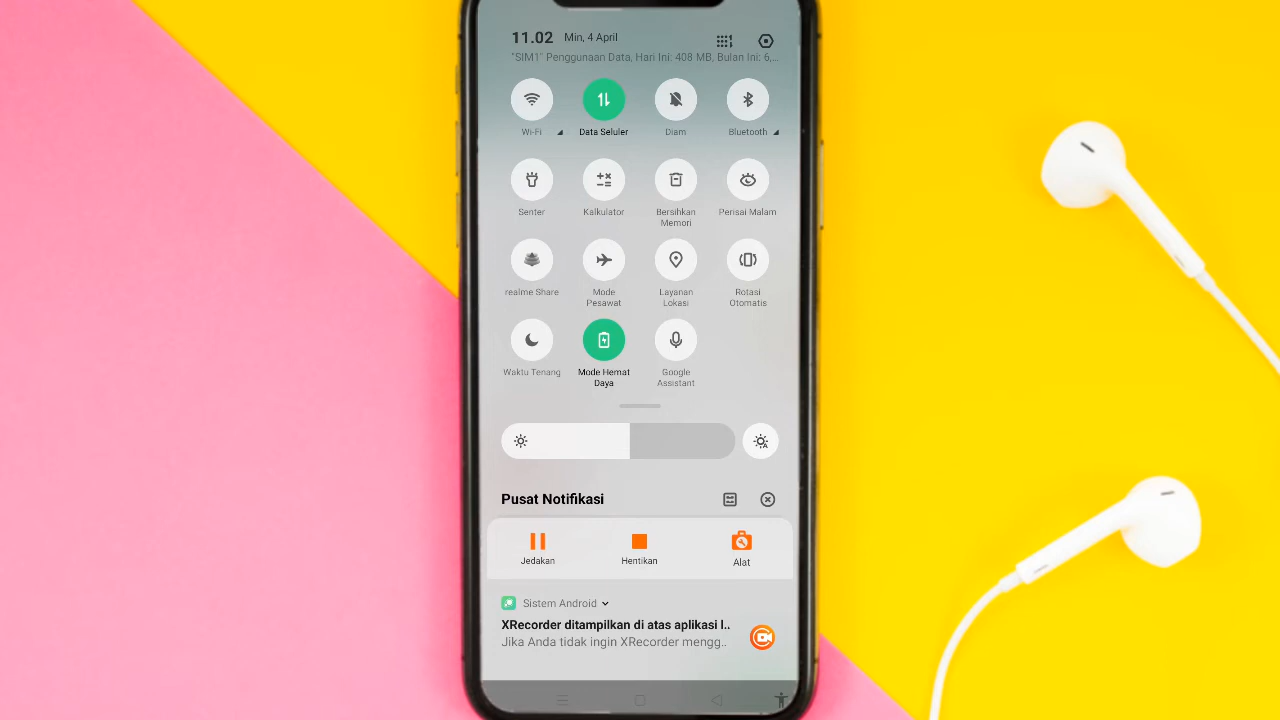 11.02 Min, 4 April
"SIM1" Penggunaan Data, Hari Ini: 408 MB, Bulan Ini: 6,...
Wi-Fi Data Seluler Diam Bluetooth
Senter Kalkulator Bersihkan Memori Perisai Malam
realme Share Mode Pesawat Layanan Lokasi Rotasi Otomatis
Waktu Tenang Mode Hemat Daya Google Assistant
Pusat Notifikasi
Jedakan Hentikan Alat
Sistem Android
XRecorder ditampilkan di atas aplikasi l..
Jika Anda tidak ingin XRecorder mengg..